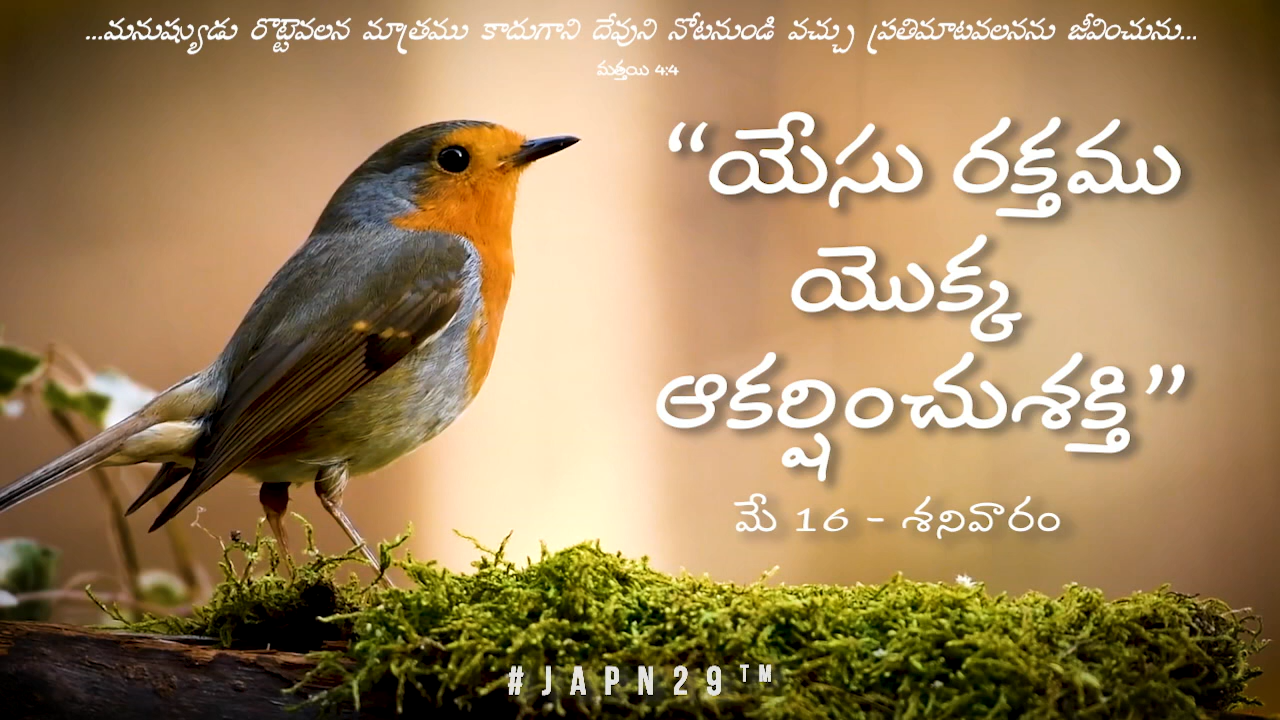 ...మనుష్యుడు రొట్టెవలన మాత్రము కాదుగాని దేవుని నోటనుండి వచ్చు ప్రతిమాటవలనను జీవించును...
మత్తయి 4:4
“యేసు రక్తము
యొక్క
ఆకర్షించుశక్తి”
మే 16 - శనివారం
#JAPN29™